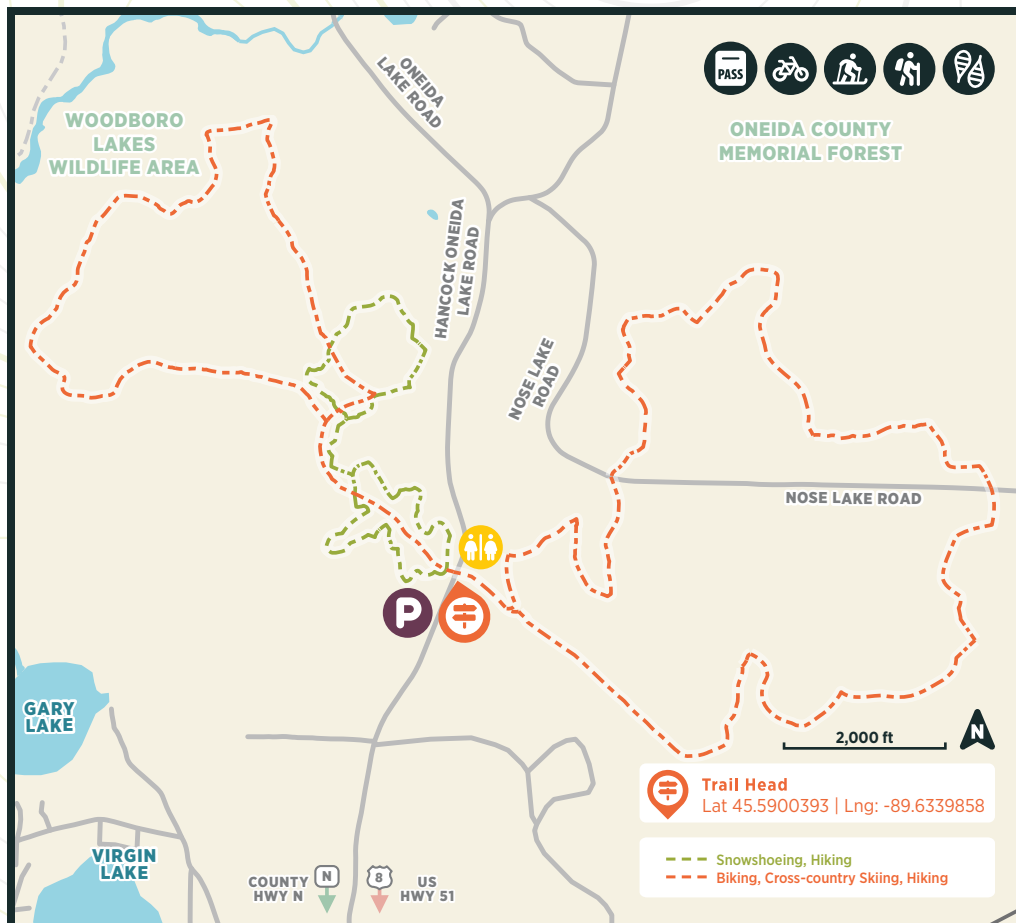 PASS
ONEIDA
LAKE ROAD
WOODBORO
LAKES
WILDLIFE AREA
ONEIDA COUNTY
MEMORIAL FOREST
HANCOCK ONEIDA
LAKE ROAD
NOSE LAKE
ROAD
NOSE LAKE ROAD
P
GARY
LAKE
2,000 ft
N
Trail Head
Lat 45.5900393 | Lng: -89.6339858
VIRGIN
LAKE
Snowshoeing, Hiking
Biking, Cross-country Skiing, Hiking
COUNTY
HWY N
N
8
US
HWY 51